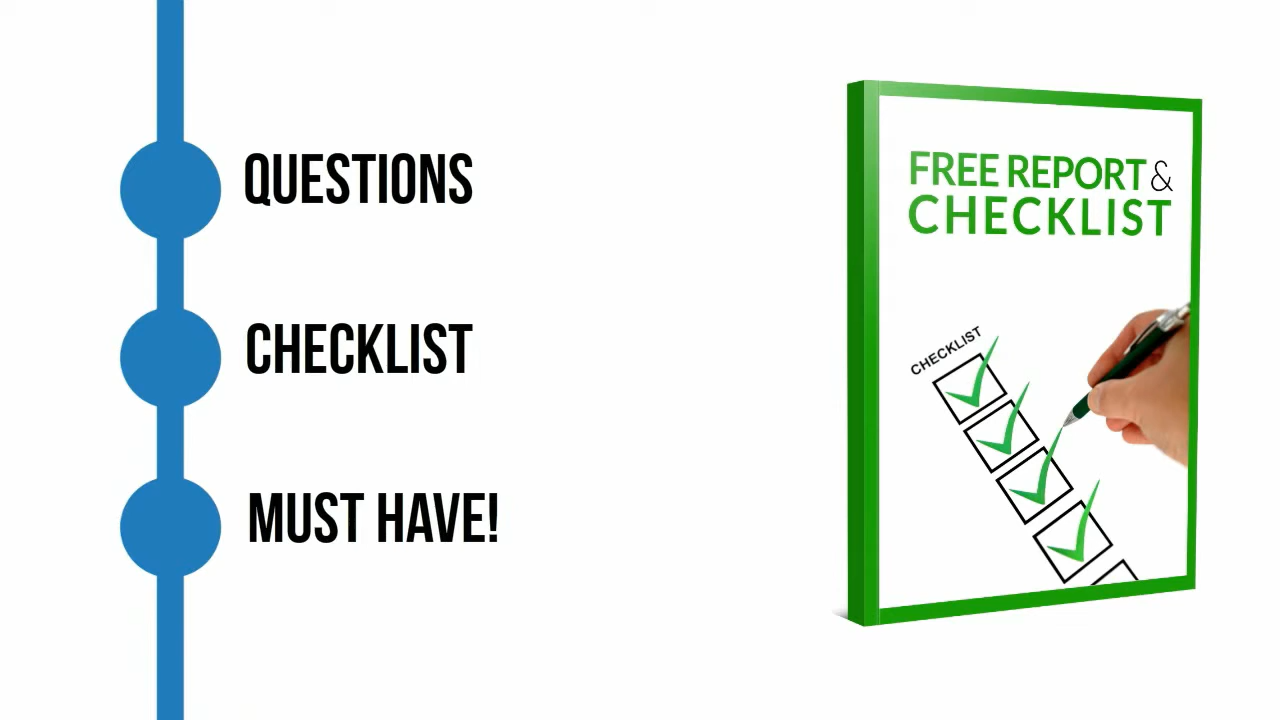 QUESTIONS
CHECKLIST
MUST HAVE!
FREE REPORT &
CHECKLIST
CHECKLIST